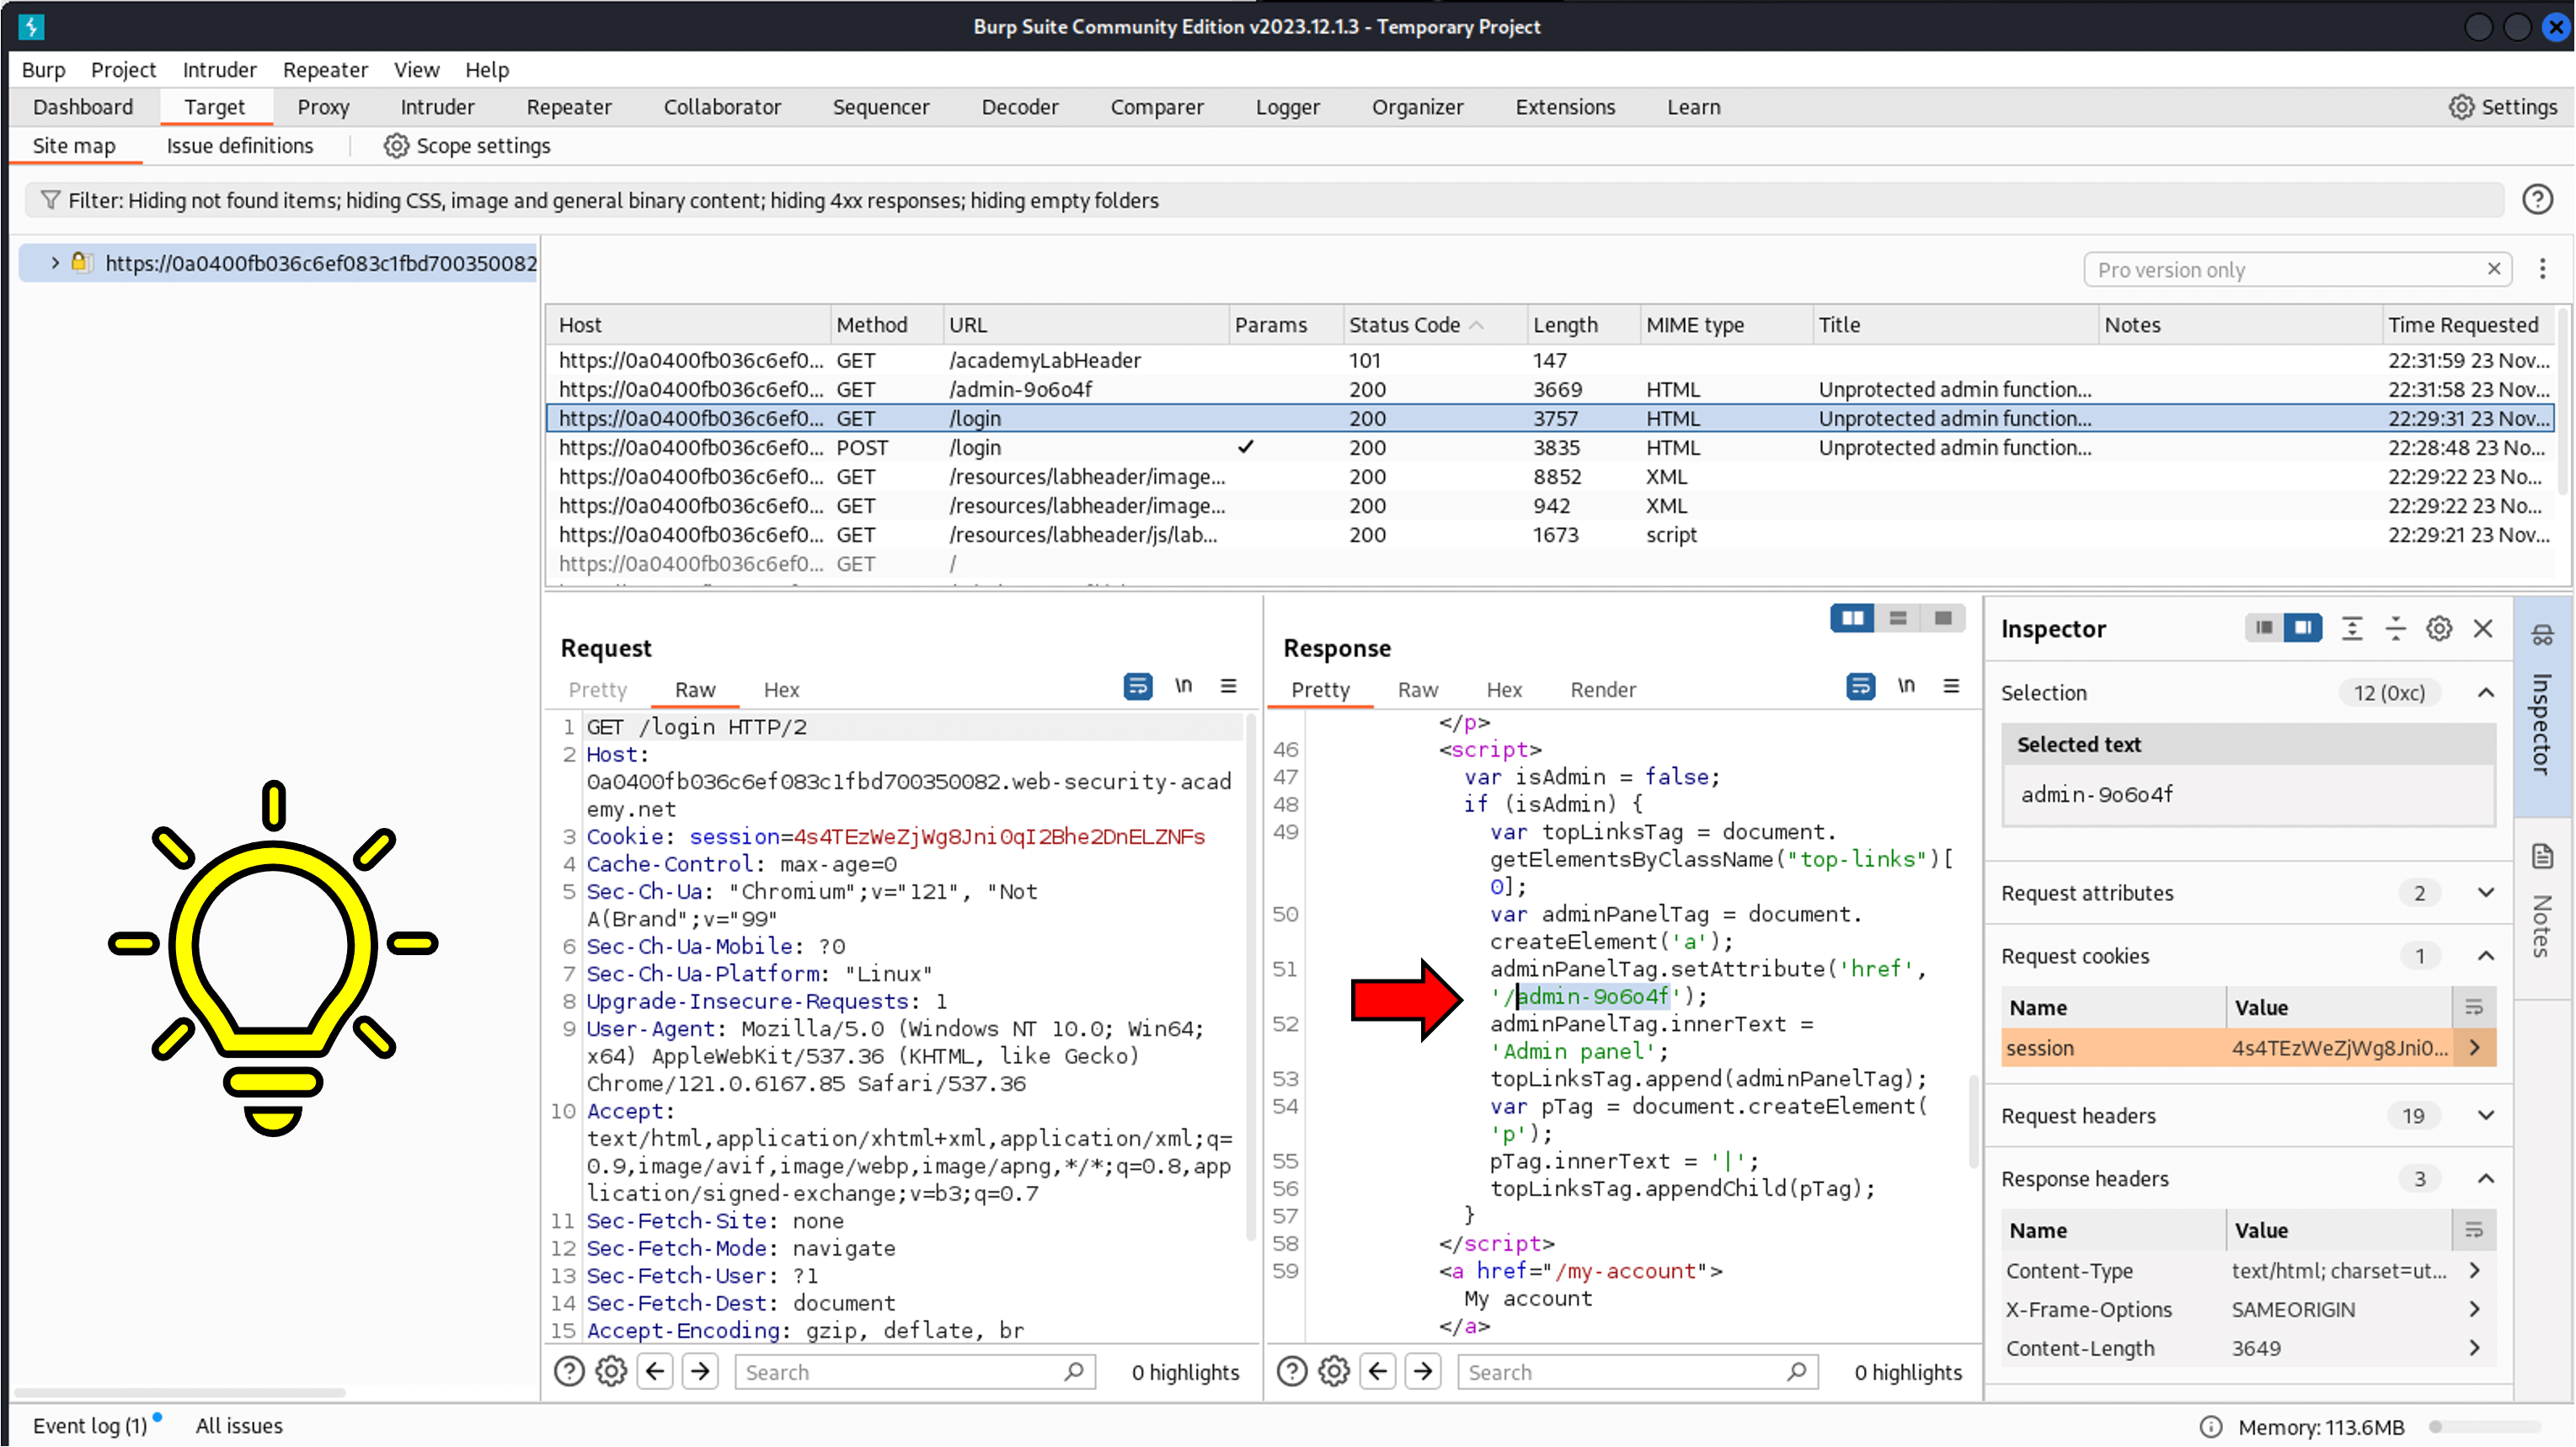 Burp Suite Community Edition v2023.12.1.3 - Temporary Project
Burp Project Intruder Repeater View Help
Dashboard Target Proxy Intruder Repeater Collaborator Sequencer Decoder Comparer Logger Organizer Extensions Learn Settings
Site map Issue definitions Scope settings
Filter: Hiding not found items; hiding CSS, image and general binary content; hiding 4xx responses; hiding empty folders
https://0a0400fb036c6ef083c1fbd700350082
Pro version only
Host Method URL Params Status Code Length MIME type Title Notes Time Requested
https://0a0400fb036c6ef0... GET /academyLabHeader 101 147 22:31:59 23 Nov...
https://0a0400fb036c6ef0... GET /admin-9o6o4f 200 3669 HTML Unprotected admin function... 22:31:58 23 Nov...
https://0a0400fb036c6ef0... GET /login 200 3757 HTML Unprotected admin function... 22:29:31 23 Nov...
https://0a0400fb036c6ef0... POST /login ✓ 200 3835 HTML Unprotected admin function... 22:28:48 23 No...
https://0a0400fb036c6ef0... GET /resources/labheader/image... 200 8852 XML 22:29:22 23 No...
https://0a0400fb036c6ef0... GET /resources/labheader/image... 200 942 XML 22:29:22 23 No...
https://0a0400fb036c6ef0... GET /resources/labheader/js/lab... 200 1673 script 22:29:21 23 Nov...
https://0a0400fb036c6ef0... GET /
Request
Pretty Raw Hex \n
1 GET /login HTTP/2
2 Host:
0a0400fb036c6ef083c1fbd700350082.web-security-acad
emy.net
3 Cookie: session=4s4TEzWeZjWg8Jni0qI2Bhe2DnELZNFs
4 Cache-Control: max-age=0
5 Sec-Ch-Ua: "Chromium";v="121", "Not
A(Brand";v="99"
6 Sec-Ch-Ua-Mobile: ?0
7 Sec-Ch-Ua-Platform: "Linux"
8 Upgrade-Insecure-Requests: 1
9 User-Agent: Mozilla/5.0 (Windows NT 10.0; Win64;
x64) AppleWebKit/537.36 (KHTML, like Gecko)
Chrome/121.0.6167.85 Safari/537.36
10 Accept:
text/html,application/xhtml+xml,application/xml;q=
0.9,image/avif,image/webp,image/apng,*/*;q=0.8,app
lication/signed-exchange;v=b3;q=0.7
11 Sec-Fetch-Site: none
12 Sec-Fetch-Mode: navigate
13 Sec-Fetch-User: ?1
14 Sec-Fetch-Dest: document
15 Accept-Encoding: gzip, deflate, br
Search 0 highlights
Response
Pretty Raw Hex Render \n
</p>
46 <script>
47 var isAdmin = false;
48 if (isAdmin) {
49 var topLinksTag = document.
getElementsByClassName("top-links")[
0];
50 var adminPanelTag = document.
createElement('a');
51 adminPanelTag.setAttribute('href',
'/admin-9o6o4f');
52 adminPanelTag.innerText =
'Admin panel';
53 topLinksTag.append(adminPanelTag);
54 var pTag = document.createElement(
'p');
55 pTag.innerText = '|';
56 topLinksTag.appendChild(pTag);
57 }
58 </script>
59 <a href="/my-account">
My account
</a>
Search 0 highlights
Inspector
Selection 12 (0xc)
Selected text
admin-9o6o4f
Request attributes 2
Request cookies 1
Name Value
session 4s4TEzWeZjWg8Jni0...
Request headers 19
Response headers 3
Name Value
Content-Type text/html; charset=ut...
X-Frame-Options SAMEORIGIN
Content-Length 3649
Inspector
Notes
Event log (1) All issues Memory: 113.6MB